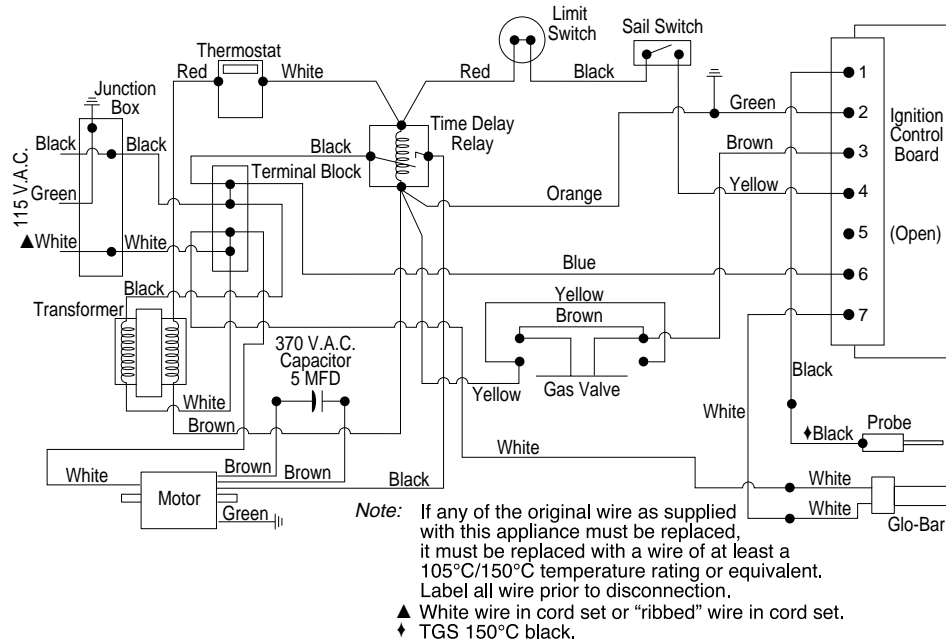 Limit
Switch
Sail Switch
Thermostat
Red
White
Red
Black
1
Junction
Box
Green
2
Ignition
Control
Board
Black
Black
Black
Time Delay
Relay
Brown
3
115 V.A.C.
Green
Terminal Block
Orange
Yellow
4
▲White
White
5
(Open)
Blue
6
Black
Yellow
Transformer
Brown
7
370 V.A.C.
Capacitor
5 MFD
Yellow
Gas Valve
Black
White
White
Brown
♦Black
Probe
White
Brown
Brown
Black
White
White
Motor
Green
White
Glo-Bar
Note: If any of the original wire as supplied
with this appliance must be replaced,
it must be replaced with a wire of at least a
105°C/150°C temperature rating or equivalent.
Label all wire prior to disconnection.
▲ White wire in cord set or “ribbed” wire in cord set.
♦ TGS 150°C black.